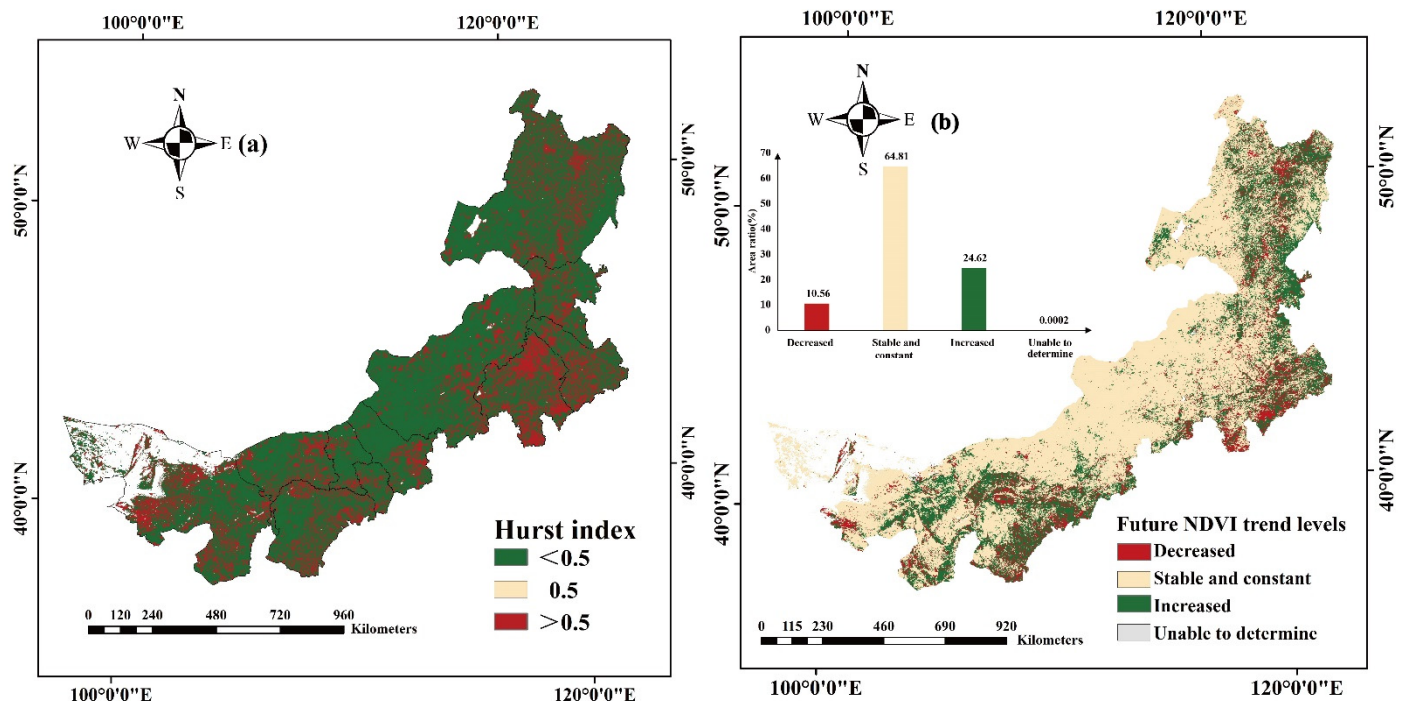 100°0'0"E
120°0'0"E
N
W
E
S
(a)
50°0'0"N
50°0'0"N
40°0'0"N
40°0'0"N
Hurst index
<0.5
0.5
>0.5
0 120 240 480 720 960
Kilometers
100°0'0"E
120°0'0"E
100°0'0"E
120°0'0"E
N
W
E
S
(b)
50°0'0"N
50°0'0"N
40°0'0"N
40°0'0"N
Area ratio(%)
70
60
50
40
30
20
10
0
10.56
64.81
24.62
0.0002
Decreased
Stable and
constant
Increased
Unable to
determine
Future NDVI trend levels
Decreased
Stable and constant
Increased
Unable to determine
0 115 230 460 690 920
Kilometers
100°0'0"E
120°0'0"E